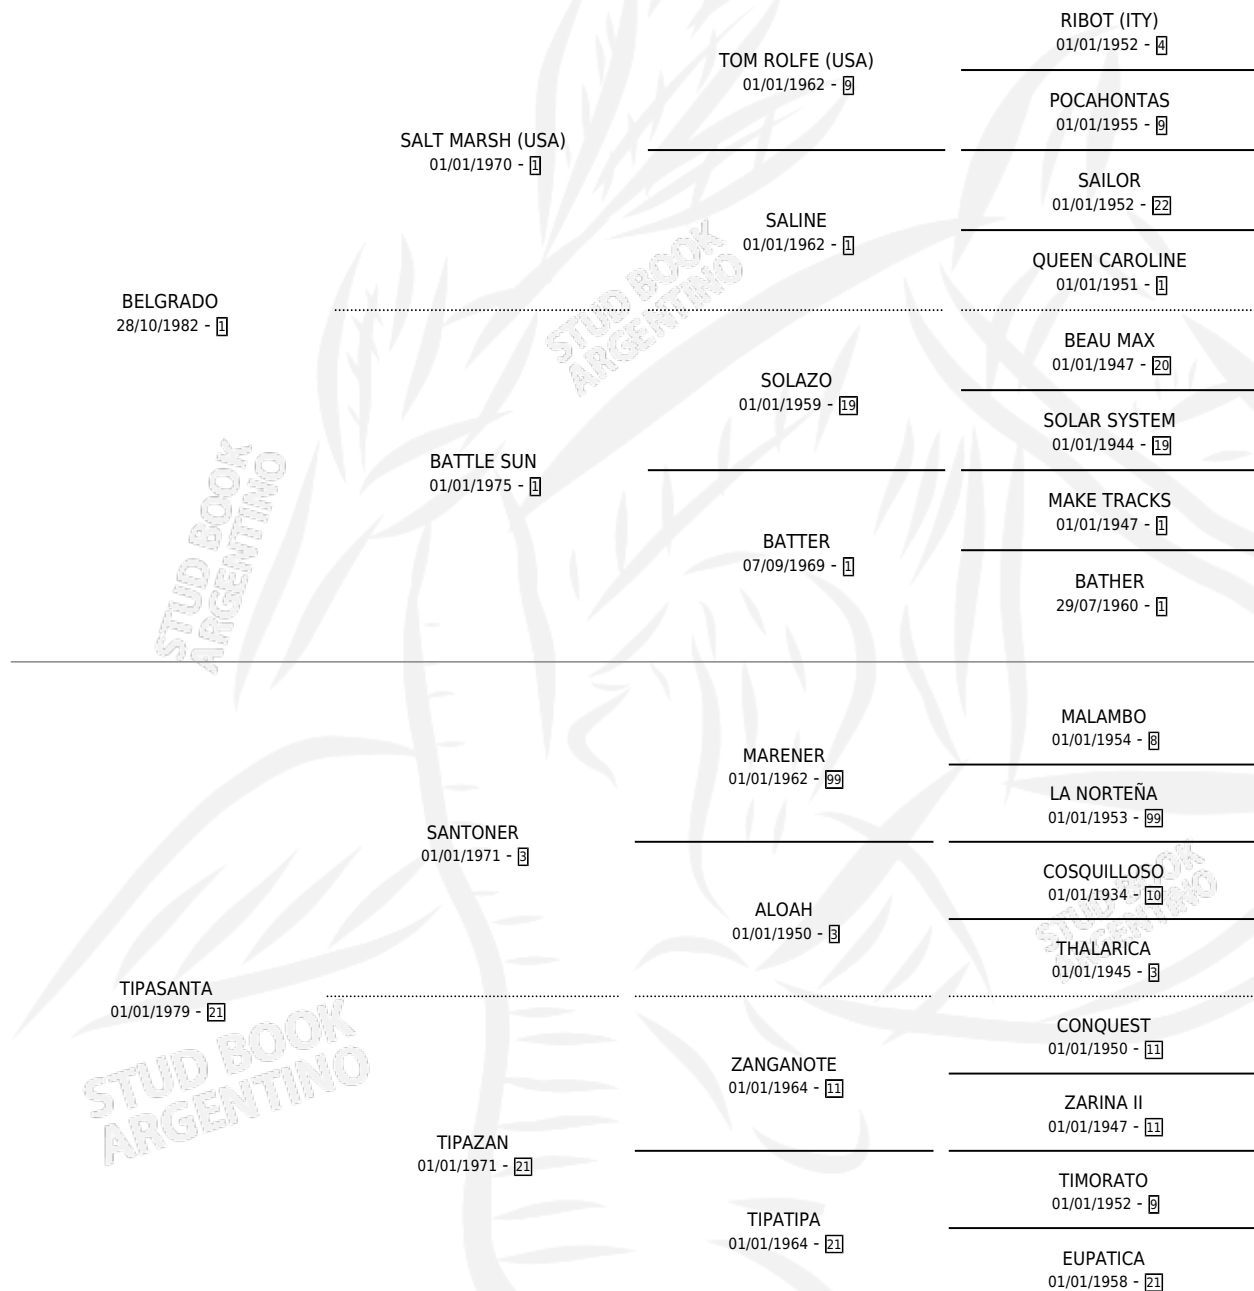 RIBOT (ITY)
01/01/1952 - 4
TOM ROLFE (USA)
01/01/1962 - 9
POCAHONTAS
01/01/1955 - 9
SALT MARSH (USA)
01/01/1970 - 1
SAILOR
01/01/1952 - 22
SALINE
01/01/1962 - 1
QUEEN CAROLINE
01/01/1951 - 1
BELGRADO
28/10/1982 - 1
BEAU MAX
01/01/1947 - 20
SOLAZO
01/01/1959 - 19
SOLAR SYSTEM
01/01/1944 - 19
BATTLE SUN
01/01/1975 - 1
MAKE TRACKS
01/01/1947 - 1
BATTER
07/09/1969 - 1
BATHER
29/07/1960 - 1
MALAMBO
01/01/1954 - 8
MARENER
01/01/1962 - 99
LA NORTEÑA
01/01/1953 - 99
SANTONER
01/01/1971 - 3
COSQUILLOSO
01/01/1934 - 10
ALOAH
01/01/1950 - 3
THALARICA
01/01/1945 - 3
TIPASANTA
01/01/1979 - 21
CONQUEST
01/01/1950 - 11
ZANGANOTE
01/01/1964 - 11
ZARINA II
01/01/1947 - 11
TIPAZAN
01/01/1971 - 21
TIMORATO
01/01/1952 - 9
TIPATIPA
01/01/1964 - 21
EUPATICA
01/01/1958 - 21
STUD BOOK
ARGENTINO
STUD BOOK
ARGENTINO
STUD BOOK
ARGENTINO
STUD BOOK
ARGENTINO